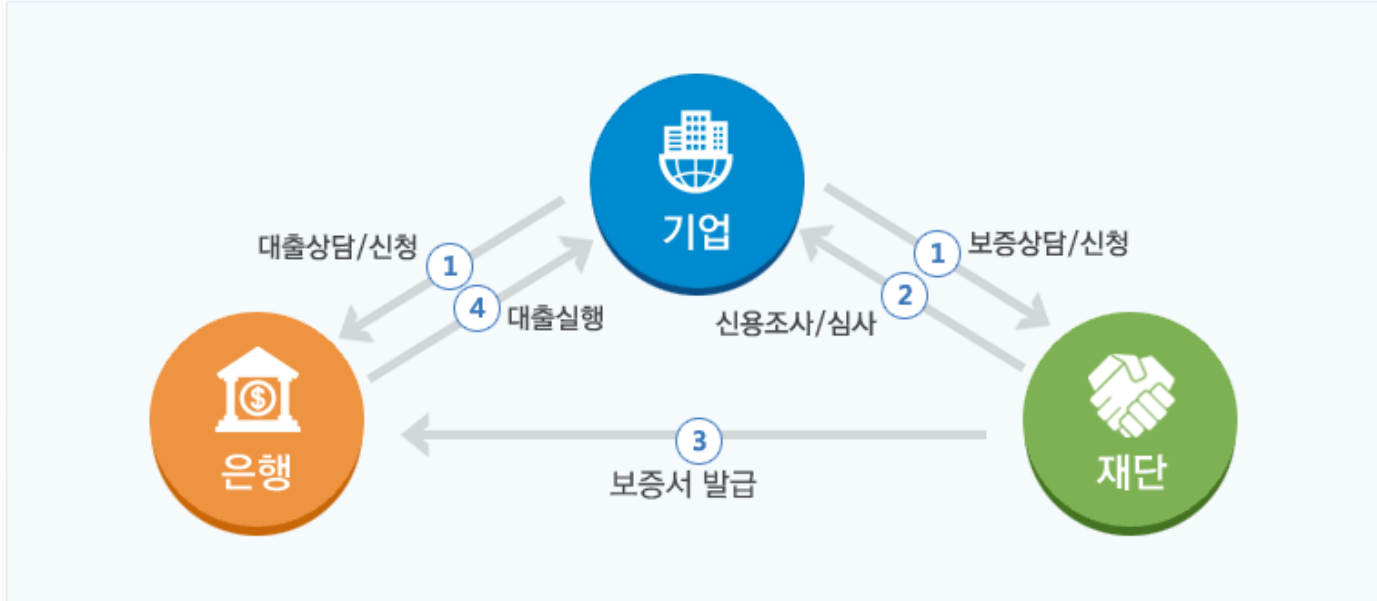 기업
대출상담/신청
1
1
보증상담/신청
4
대출실행
2
신용조사/심사
은행
$
3
보증서 발급
재단